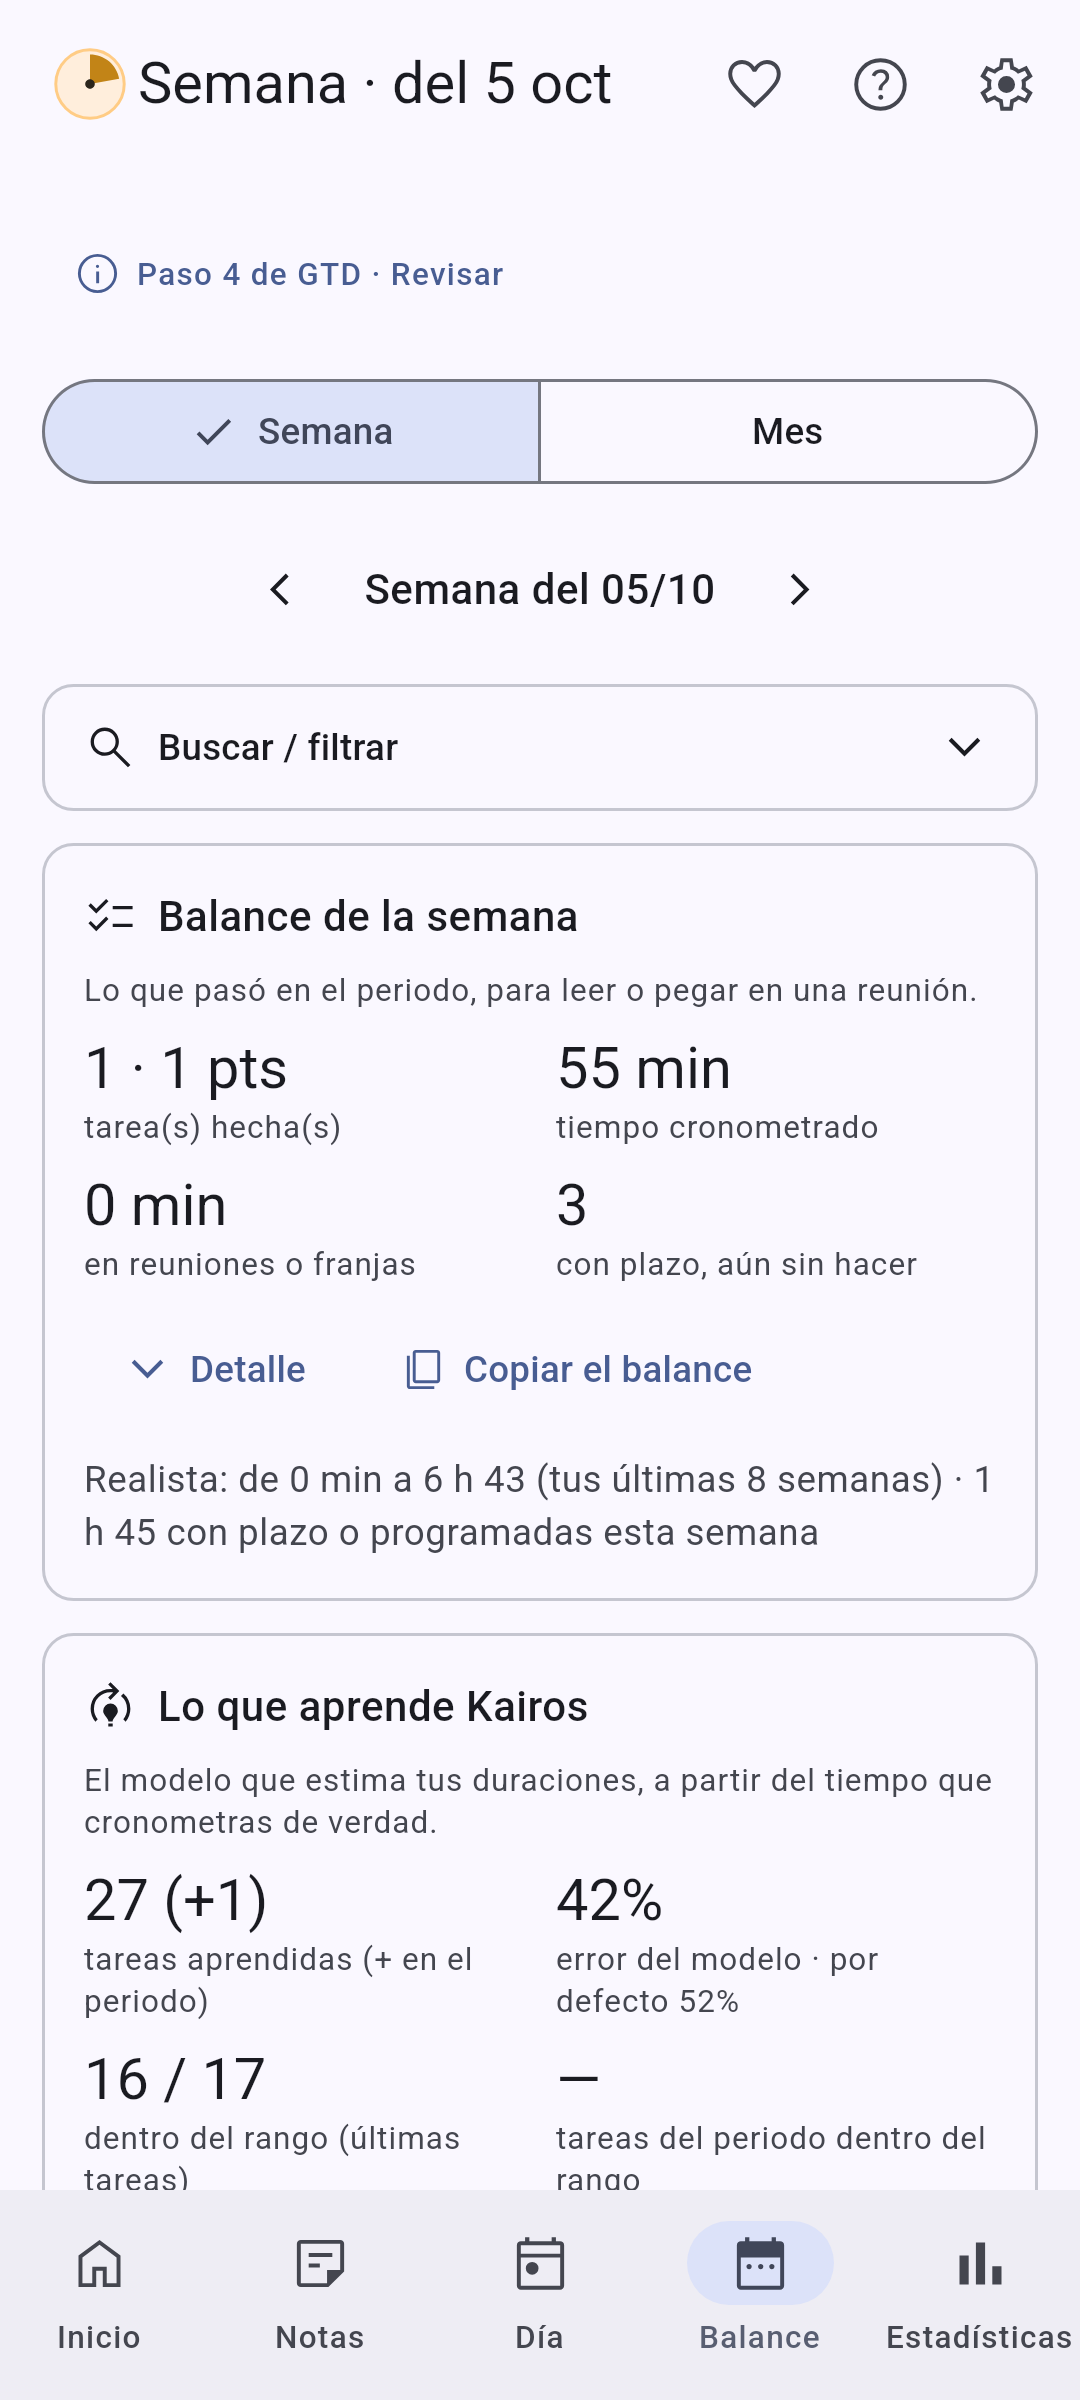 Semana · del 5 oct
Paso 4 de GTD · Revisar
Semana
Mes
Semana del 05/10
Buscar / filtrar
Balance de la semana
Lo que pasó en el periodo, para leer o pegar en una reunión.
1 · 1 pts
tarea(s) hecha(s)
55 min
tiempo cronometrado
0 min
en reuniones o franjas
3
con plazo, aún sin hacer
Detalle
Copiar el balance
Realista: de 0 min a 6 h 43 (tus últimas 8 semanas) · 1
h 45 con plazo o programadas esta semana
Lo que aprende Kairos
El modelo que estima tus duraciones, a partir del tiempo que
cronometras de verdad.
27 (+1)
tareas aprendidas (+ en el
periodo)
42%
error del modelo · por
defecto 52%
16 / 17
dentro del rango (últimas
tareas)
—
tareas del periodo dentro del
rango
Inicio
Notas
Día
Balance
Estadísticas